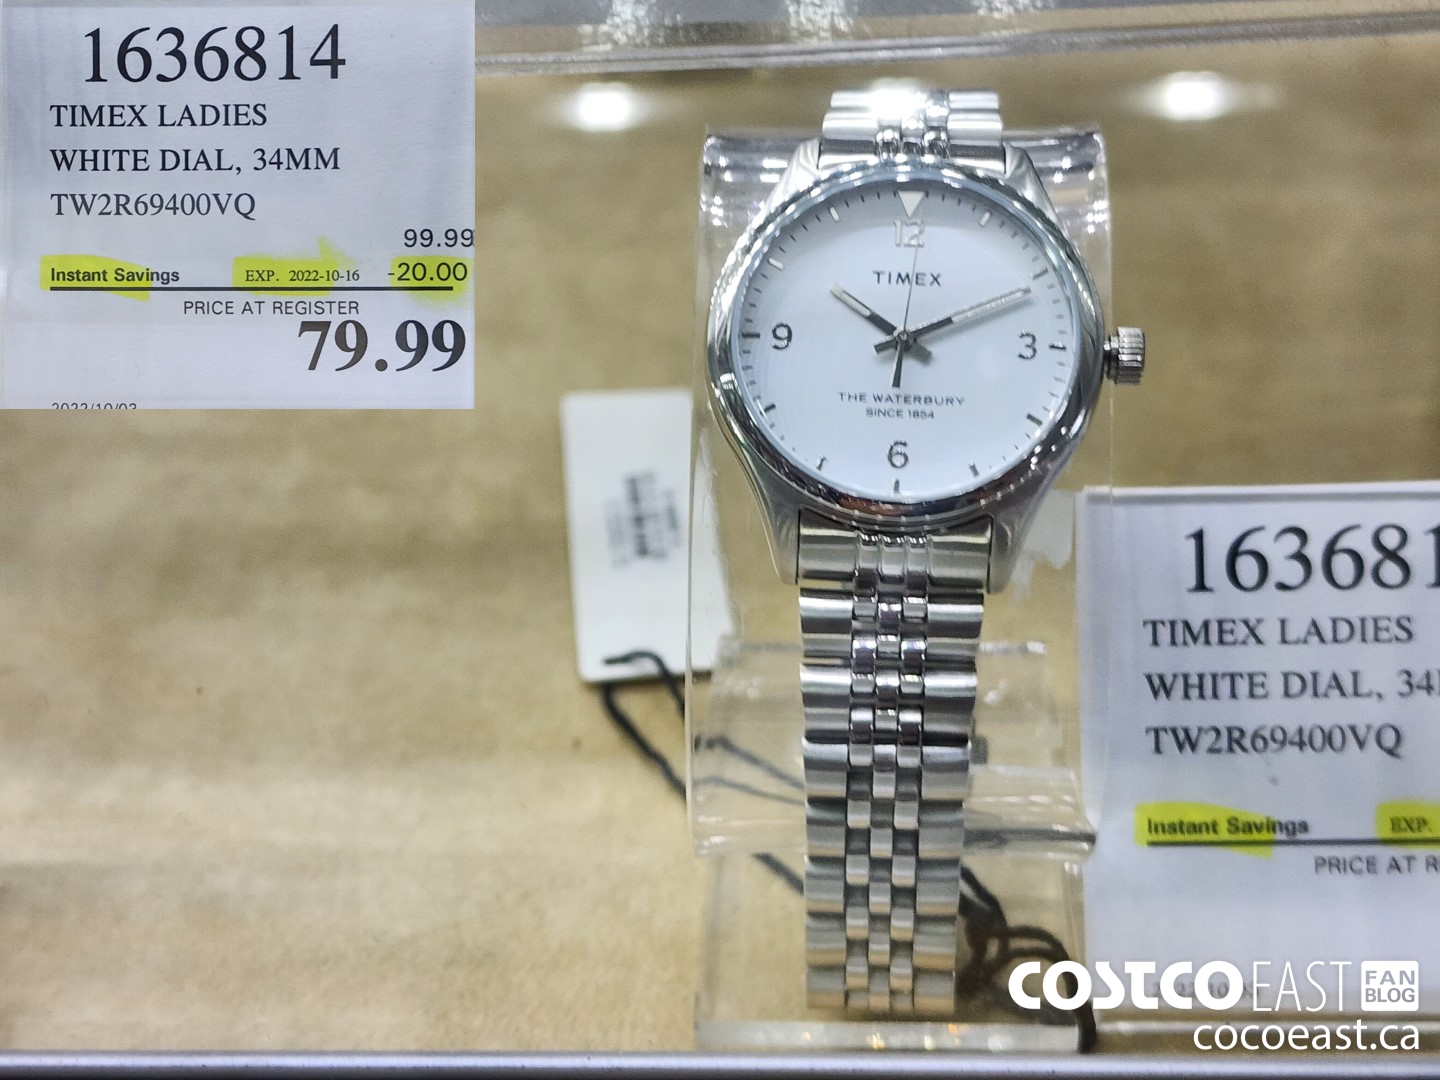 1636814
TIMEX LADIES
WHITE DIAL, 34MM
TW2R69400VQ
99.99
Instant Savings EXP. 2022-10-16 -20.00
PRICE AT REGISTER
79.99
12
TIMEX
9
3
THE WATERBURY
SINCE 1854
6
163681
TIMEX LADIES
WHITE DIAL, 34
TW2R69400VQ
Instant Savings EXP.
PRICE AT R
COSTCO EAST FAN BLOG
cocoeast.ca